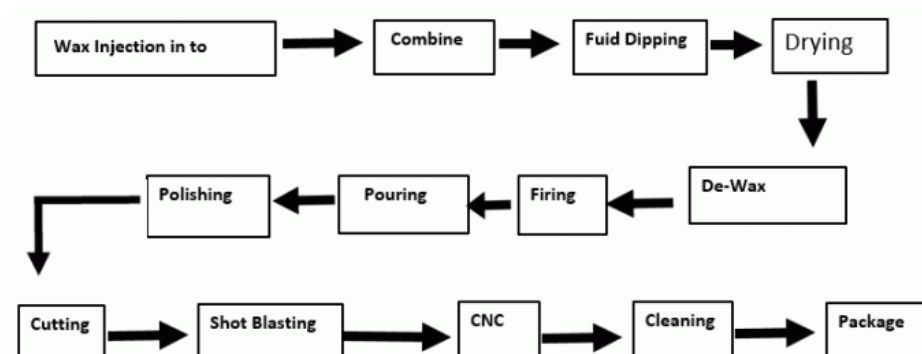 Wax Injection in to
Combine
Fuid Dipping
Drying
De-Wax
Firing
Pouring
Polishing
Cutting
Shot Blasting
CNC
Cleaning
Package